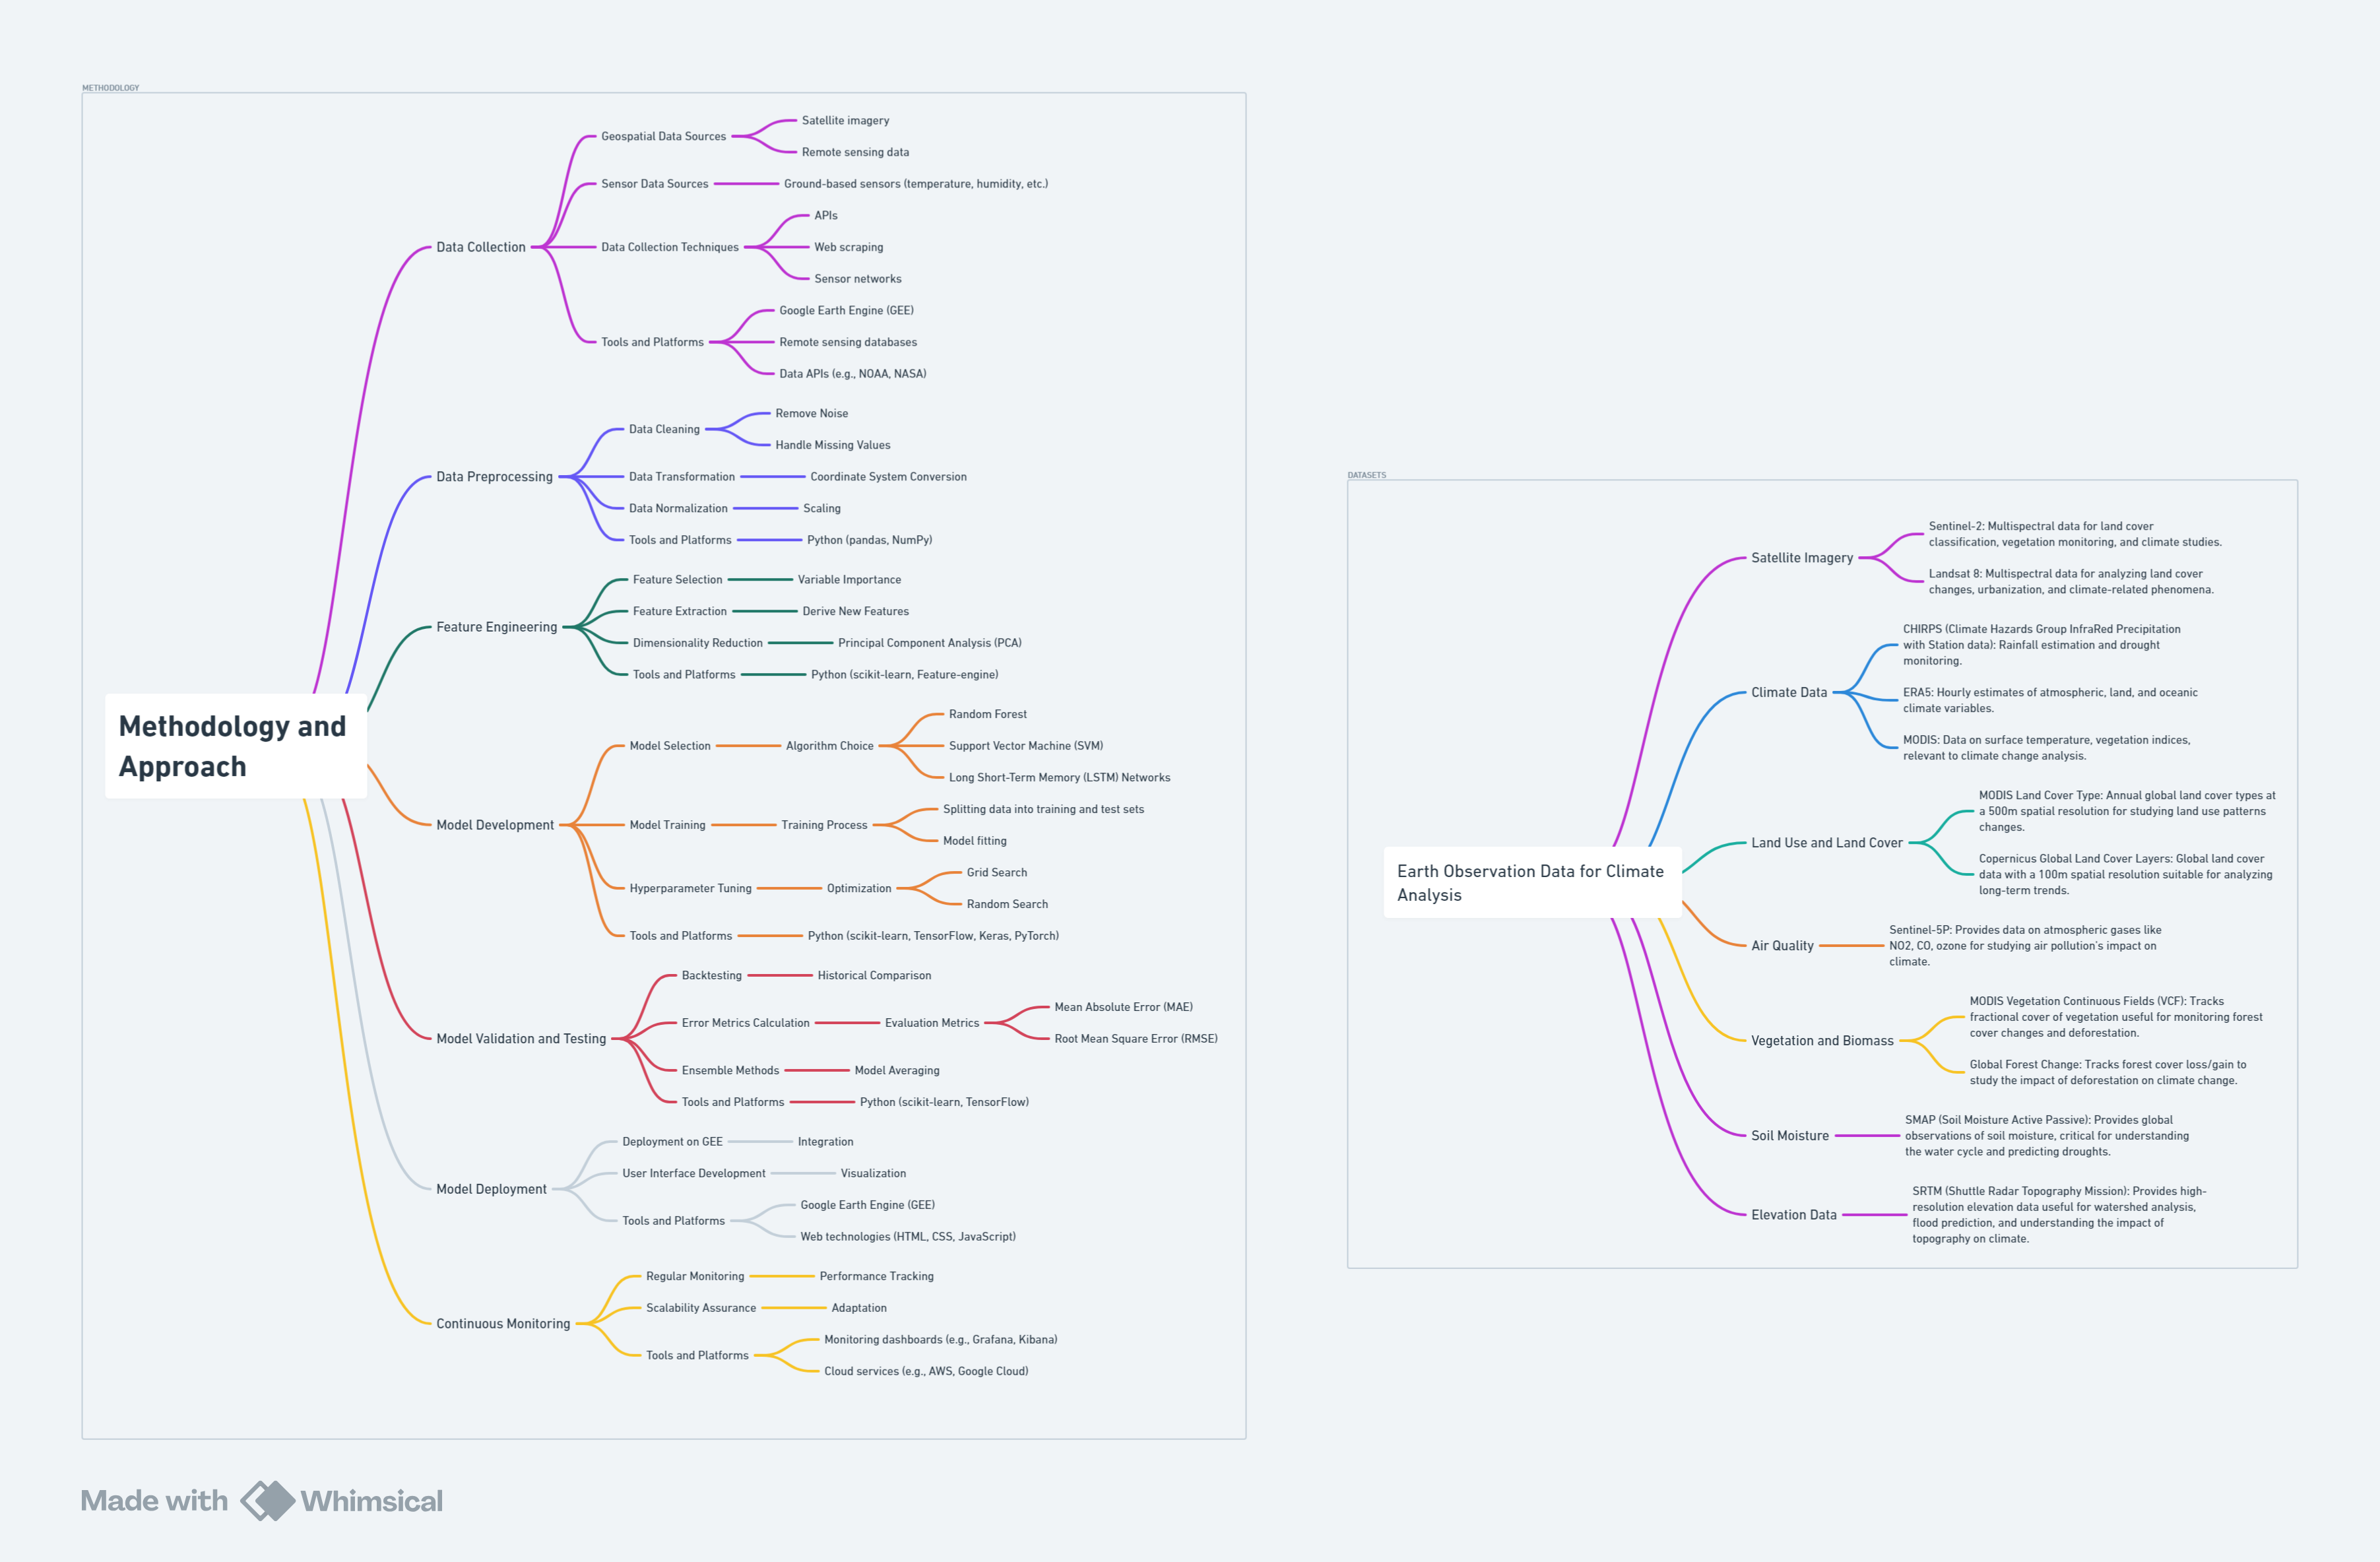 METHODOLOGY
Methodology and
Approach
Data Collection
Geospatial Data Sources
Satellite imagery
Remote sensing data
Sensor Data Sources
Ground-based sensors (temperature, humidity, etc.)
Data Collection Techniques
APIs
Web scraping
Sensor networks
Tools and Platforms
Google Earth Engine (GEE)
Remote sensing databases
Data APIs (e.g., NOAA, NASA)
Data Preprocessing
Data Cleaning
Remove Noise
Handle Missing Values
Data Transformation
Coordinate System Conversion
Data Normalization
Scaling
Tools and Platforms
Python (pandas, NumPy)
Feature Engineering
Feature Selection
Variable Importance
Feature Extraction
Derive New Features
Dimensionality Reduction
Principal Component Analysis (PCA)
Tools and Platforms
Python (scikit-learn, Feature-engine)
Model Development
Model Selection
Algorithm Choice
Random Forest
Support Vector Machine (SVM)
Long Short-Term Memory (LSTM) Networks
Model Training
Training Process
Splitting data into training and test sets
Model fitting
Hyperparameter Tuning
Optimization
Grid Search
Random Search
Tools and Platforms
Python (scikit-learn, TensorFlow, Keras, PyTorch)
Model Validation and Testing
Backtesting
Historical Comparison
Error Metrics Calculation
Evaluation Metrics
Mean Absolute Error (MAE)
Root Mean Square Error (RMSE)
Ensemble Methods
Model Averaging
Tools and Platforms
Python (scikit-learn, TensorFlow)
Model Deployment
Deployment on GEE
Integration
User Interface Development
Visualization
Tools and Platforms
Google Earth Engine (GEE)
Web technologies (HTML, CSS, JavaScript)
Continuous Monitoring
Regular Monitoring
Performance Tracking
Scalability Assurance
Adaptation
Tools and Platforms
Monitoring dashboards (e.g., Grafana, Kibana)
Cloud services (e.g., AWS, Google Cloud)
DATASETS
Earth Observation Data for Climate
Analysis
Satellite Imagery
Sentinel-2: Multispectral data for land cover
classification, vegetation monitoring, and climate studies.
Landsat 8: Multispectral data for analyzing land cover
changes, urbanization, and climate-related phenomena.
Climate Data
CHIRPS (Climate Hazards Group InfraRed Precipitation
with Station data): Rainfall estimation and drought
monitoring.
ERA5: Hourly estimates of atmospheric, land, and oceanic
climate variables.
MODIS: Data on surface temperature, vegetation indices,
relevant to climate change analysis.
Land Use and Land Cover
MODIS Land Cover Type: Annual global land cover types at
a 500m spatial resolution for studying land use patterns
changes.
Copernicus Global Land Cover Layers: Global land cover
data with a 100m spatial resolution suitable for analyzing
long-term trends.
Air Quality
Sentinel-5P: Provides data on atmospheric gases like
NO2, CO, ozone for studying air pollution's impact on
climate.
Vegetation and Biomass
MODIS Vegetation Continuous Fields (VCF): Tracks
fractional cover of vegetation useful for monitoring forest
cover changes and deforestation.
Global Forest Change: Tracks forest cover loss/gain to
study the impact of deforestation on climate change.
Soil Moisture
SMAP (Soil Moisture Active Passive): Provides global
observations of soil moisture, critical for understanding
the water cycle and predicting droughts.
Elevation Data
SRTM (Shuttle Radar Topography Mission): Provides high-
resolution elevation data useful for watershed analysis,
flood prediction, and understanding the impact of
topography on climate.
Made with Whimsical